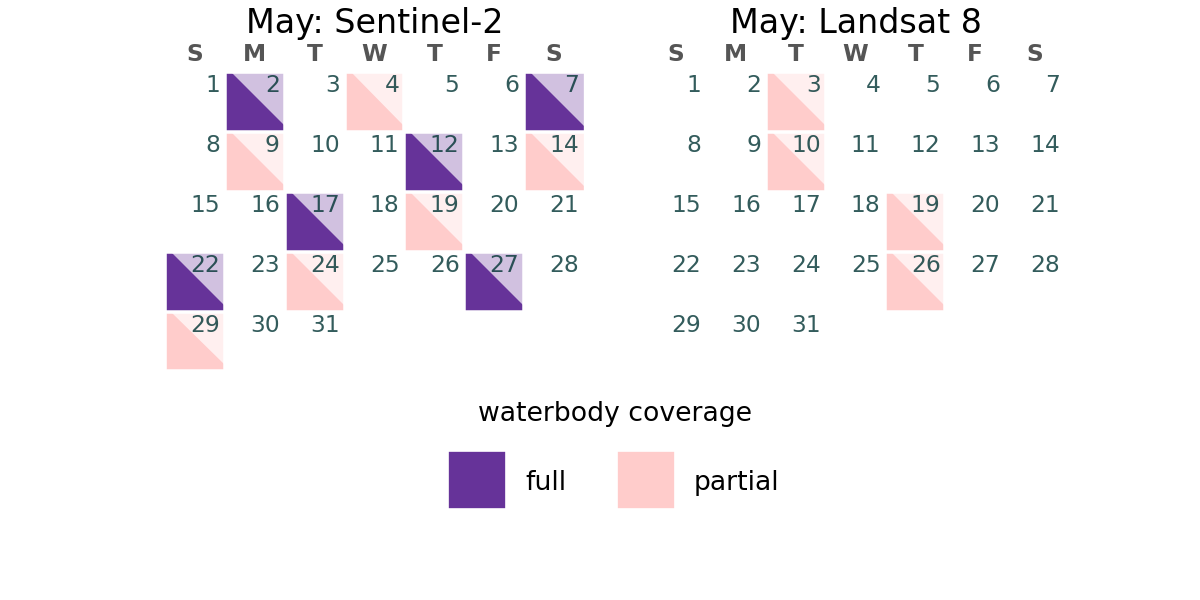 May: Sentinel-2
S M T W T F S
1 2 3 4 5 6 7
8 9 10 11 12 13 14
15 16 17 18 19 20 21
22 23 24 25 26 27 28
29 30 31
May: Landsat 8
S M T W T F S
1 2 3 4 5 6 7
8 9 10 11 12 13 14
15 16 17 18 19 20 21
22 23 24 25 26 27 28
29 30 31
waterbody coverage
full
partial